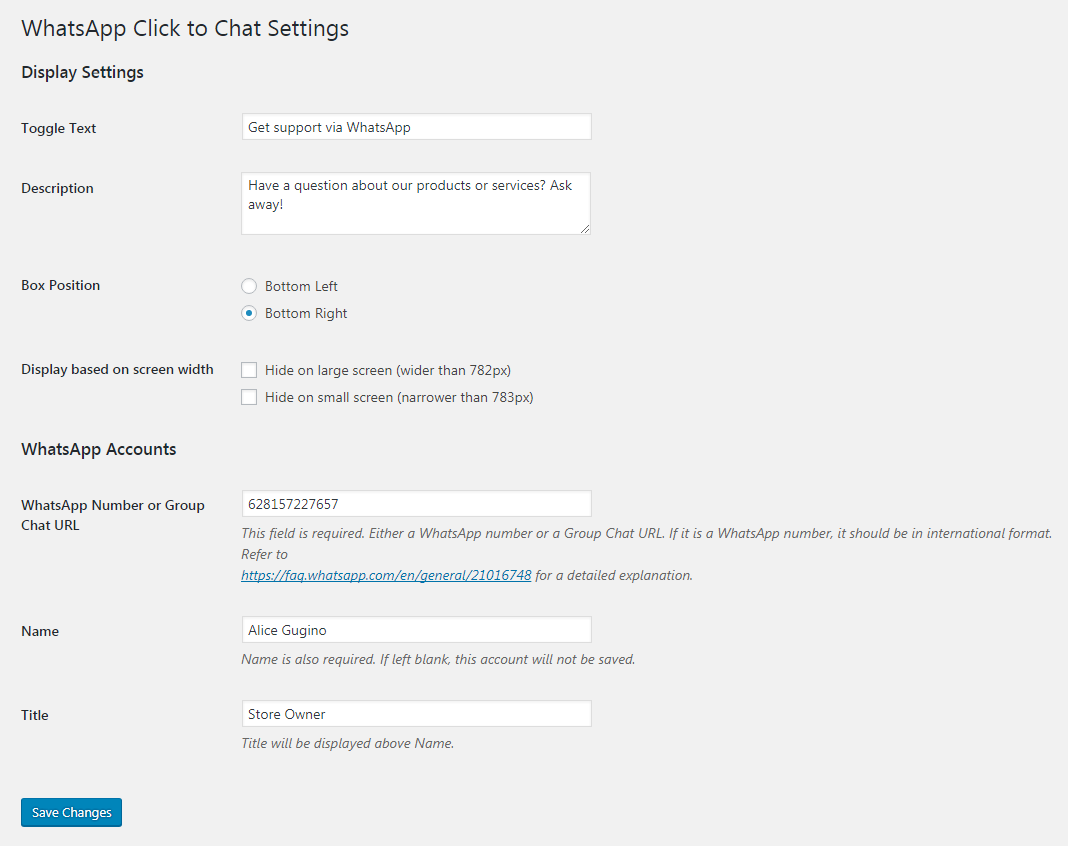 WhatsApp Click to Chat Settings
Display Settings
Toggle Text
Get support via WhatsApp
Description
Have a question about our products or services? Ask
away!
Box Position
Bottom Left
Bottom Right
Display based on screen width
Hide on large screen (wider than 782px)
Hide on small screen (narrower than 783px)
WhatsApp Accounts
WhatsApp Number or Group
Chat URL
628157227657
This field is required. Either a WhatsApp number or a Group Chat URL. If it is a WhatsApp number, it should be in international format.
Refer to
https://faq.whatsapp.com/en/general/21016748 for a detailed explanation.
Name
Alice Gugino
Name is also required. If left blank, this account will not be saved.
Title
Store Owner
Title will be displayed above Name.
Save Changes